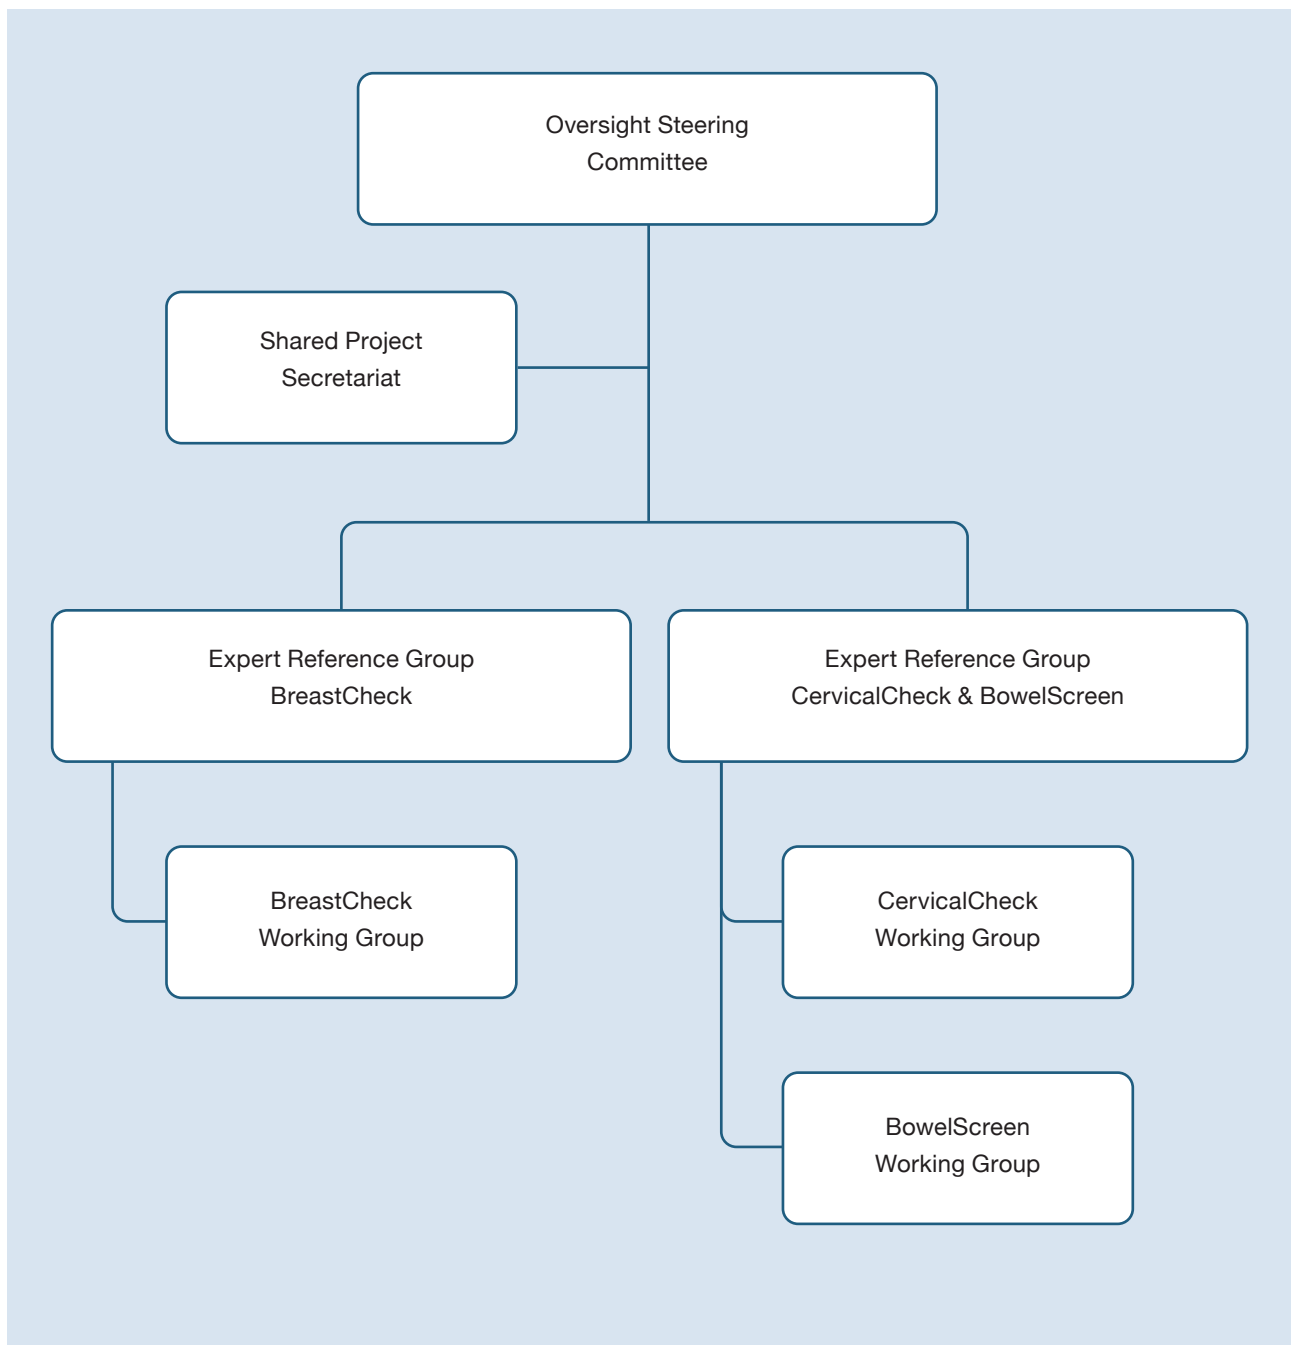 Oversight Steering
Committee
Shared Project
Secretariat
Expert Reference Group
BreastCheck
Expert Reference Group
CervicalCheck & BowelScreen
BreastCheck
Working Group
CervicalCheck
Working Group
BowelScreen
Working Group